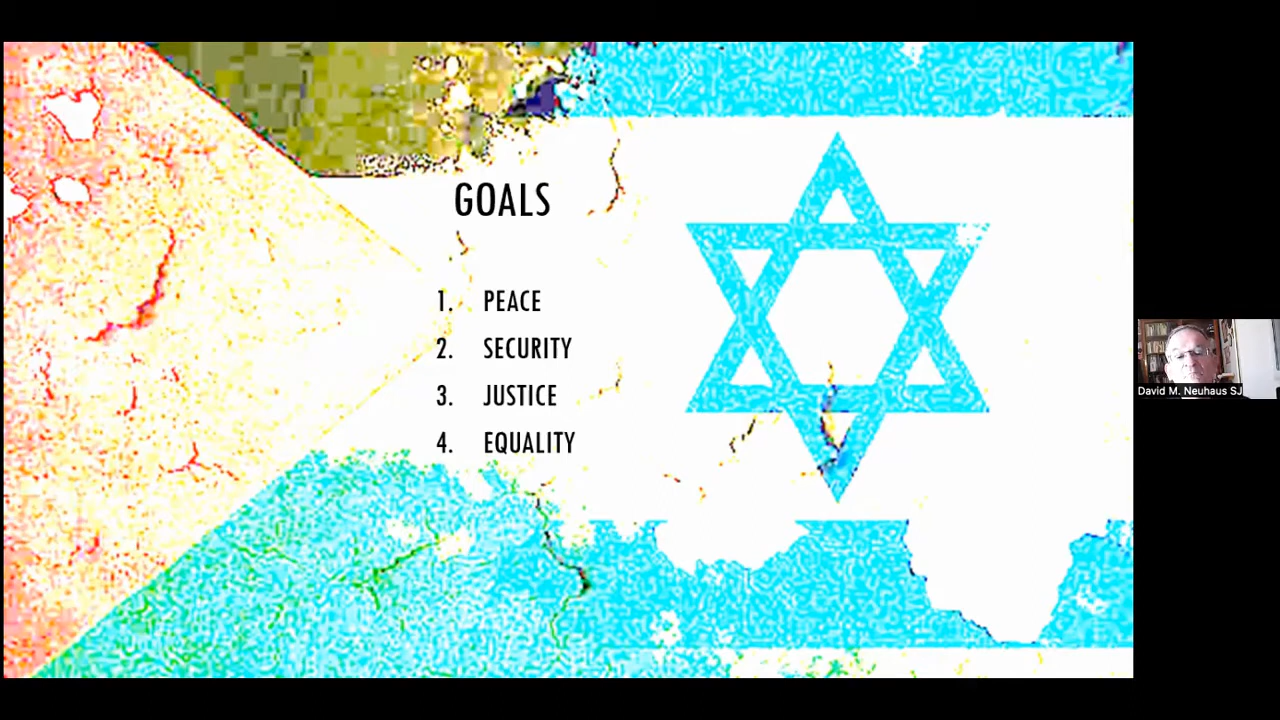 GOALS
1. PEACE
2. SECURITY
3. JUSTICE
4. EQUALITY
David M. Neuhaus SJ